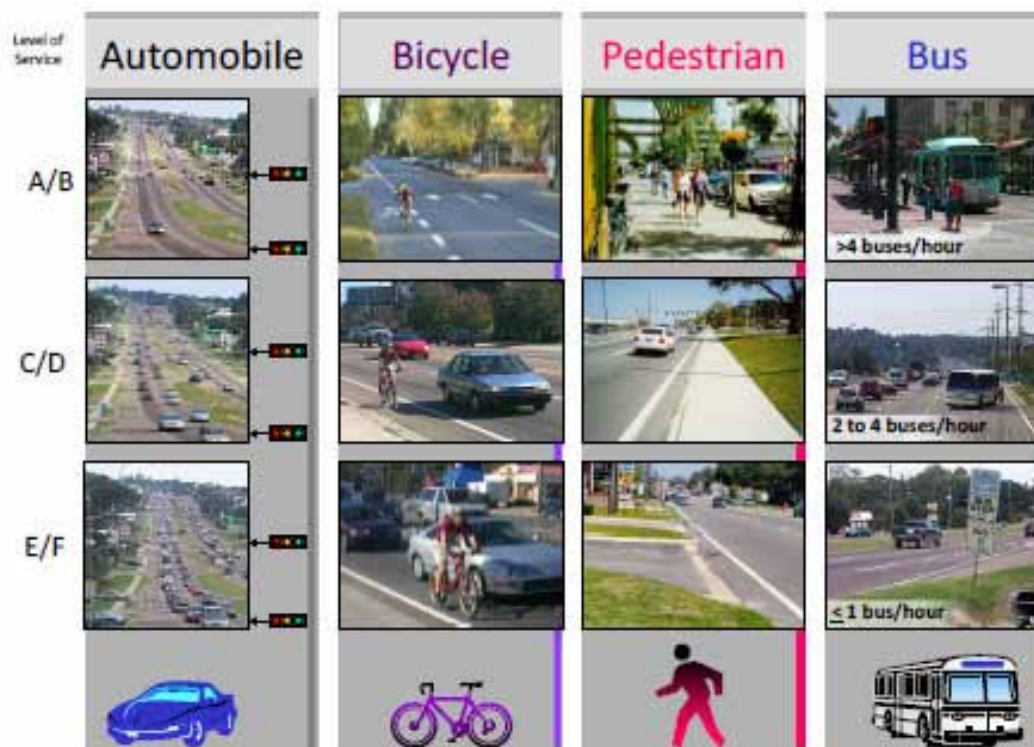 Level of
Service
Automobile
Bicycle
Pedestrian
Bus
A/B
>4 buses/hour
C/D
2 to 4 buses/hour
E/F
≤ 1 bus/hour